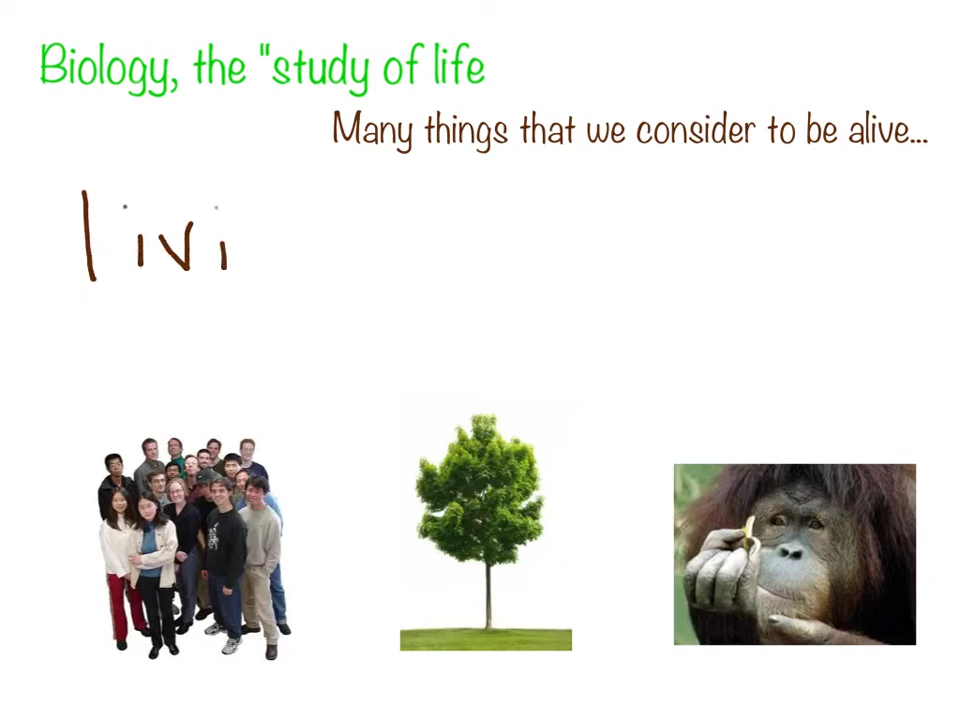 Biology, the "study of life
Many things that we consider to be alive...
livi